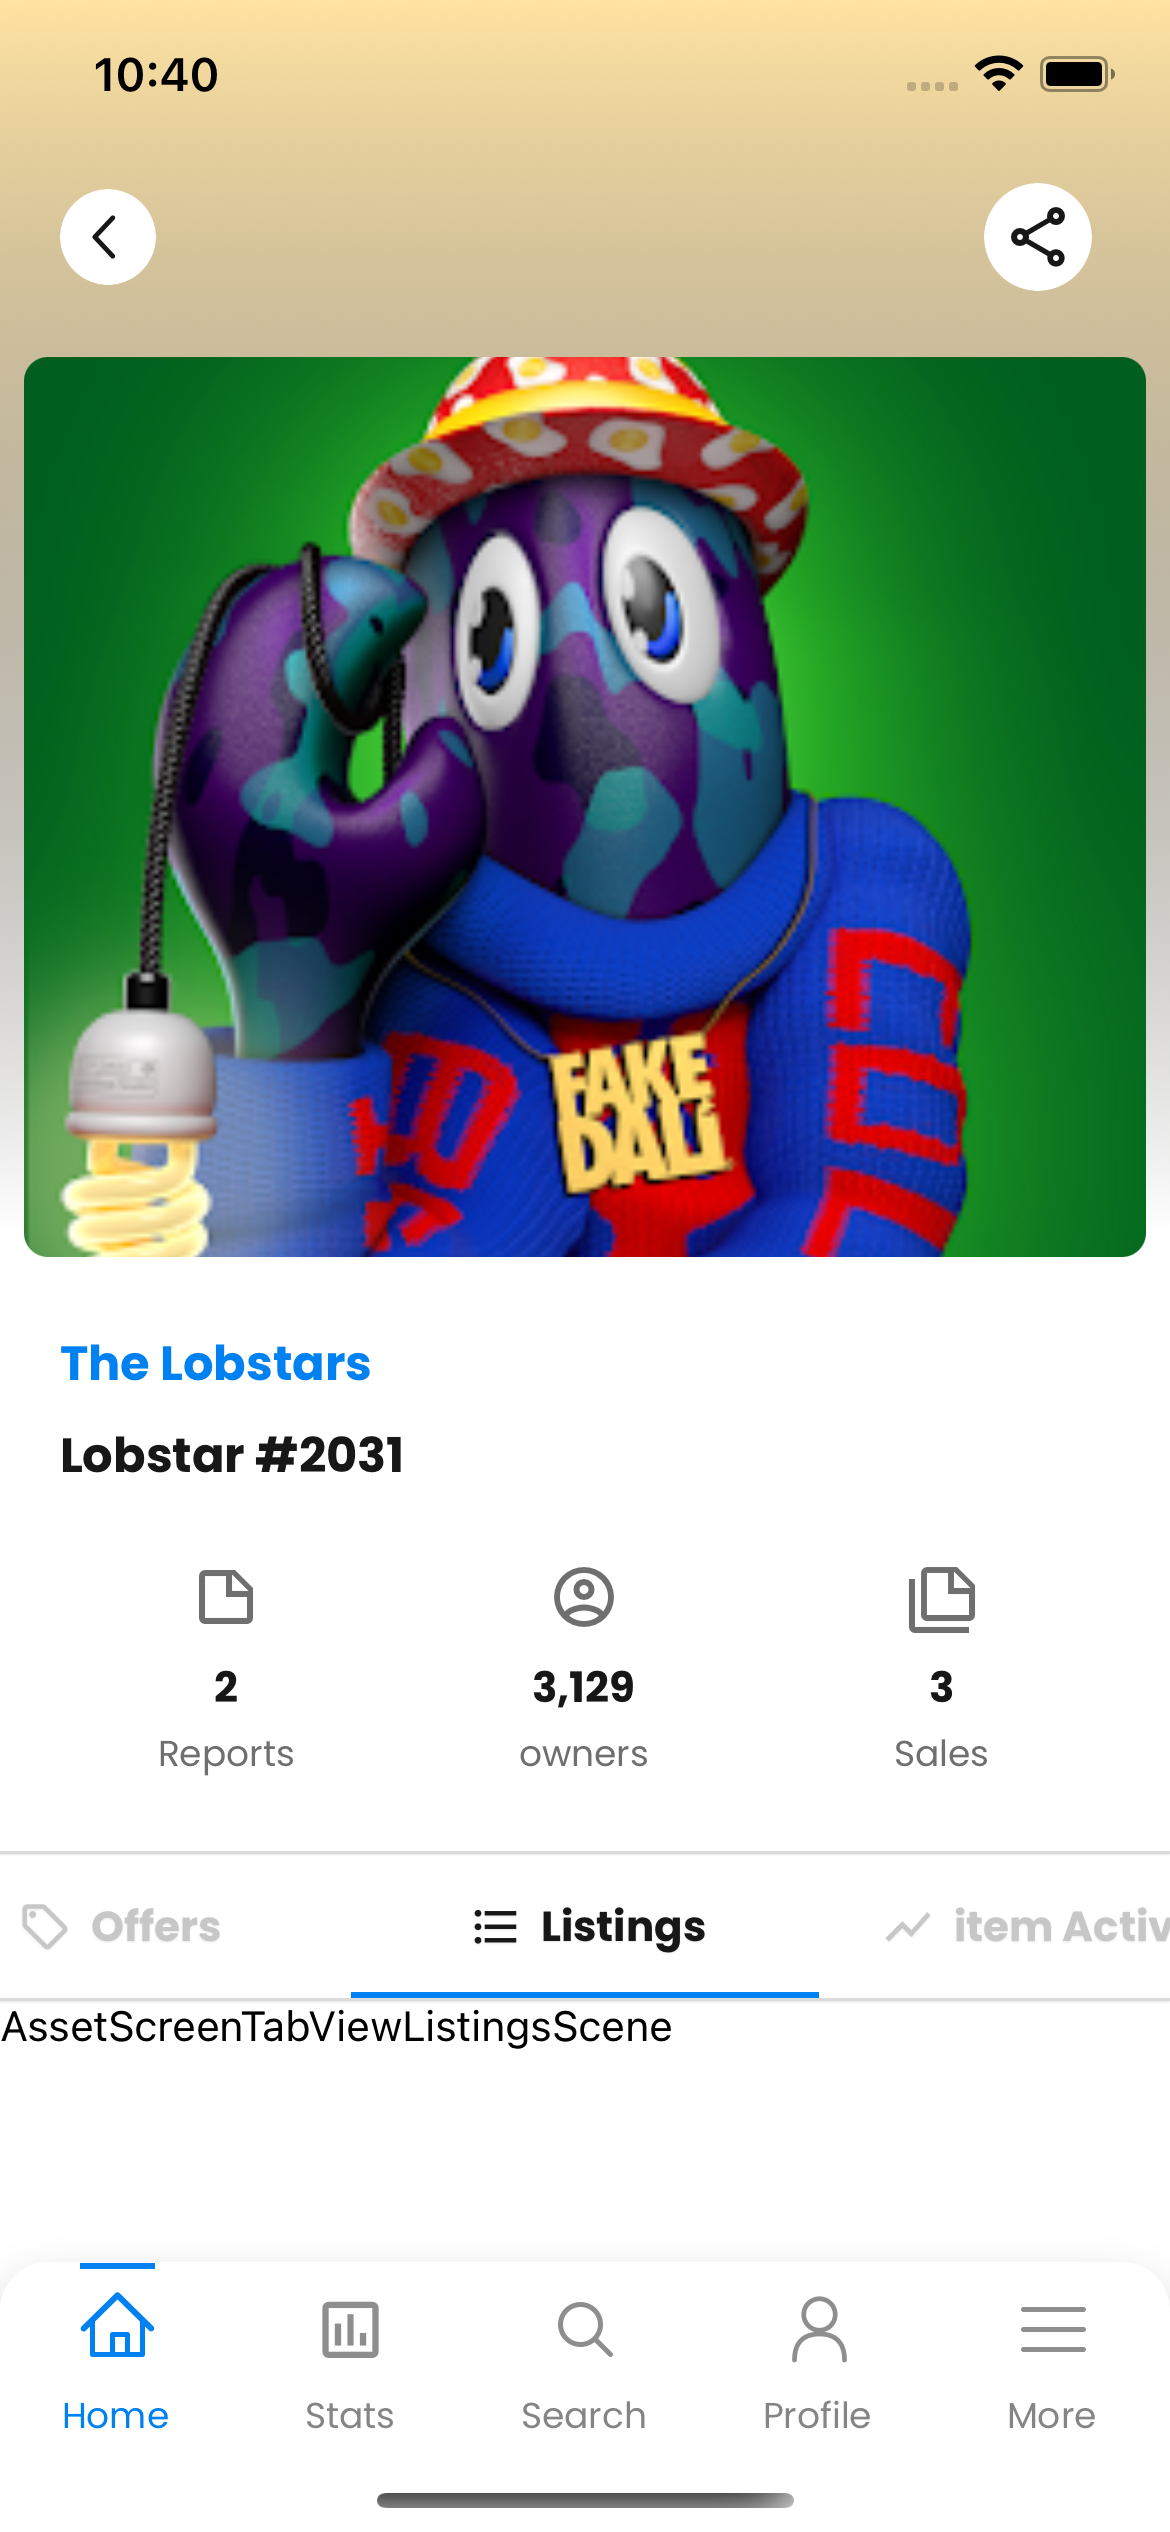 10:40
FAKE
DALI
The Lobstars
Lobstar #2031
2
3,129
3
Reports
owners
Sales
Offers
Listings
item Activ
AssetScreenTabViewListingsScene
Home
Stats
Search
Profile
More